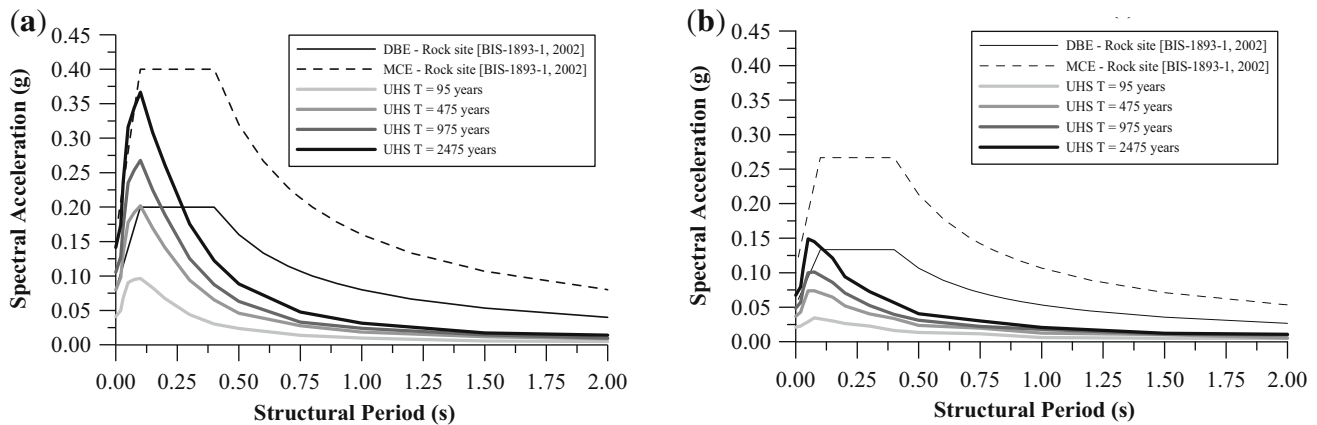 (a)
0.45
0.40
0.35
0.30
0.25
0.20
0.15
0.10
0.05
0.00
Spectral Acceleration (g)
0.00 0.25 0.50 0.75 1.00 1.25 1.50 1.75 2.00
Structural Period (s)
DBE - Rock site [BIS-1893-1, 2002]
MCE - Rock site [BIS-1893-1, 2002]
UHS T = 95 years
UHS T = 475 years
UHS T = 975 years
UHS T = 2475 years
(b)
0.45
0.40
0.35
0.30
0.25
0.20
0.15
0.10
0.05
0.00
Spectral Acceleration (g)
0.00 0.25 0.50 0.75 1.00 1.25 1.50 1.75 2.00
Structural Period (s)
DBE - Rock site [BIS-1893-1, 2002]
MCE - Rock site [BIS-1893-1, 2002]
UHS T = 95 years
UHS T = 475 years
UHS T = 975 years
UHS T = 2475 years